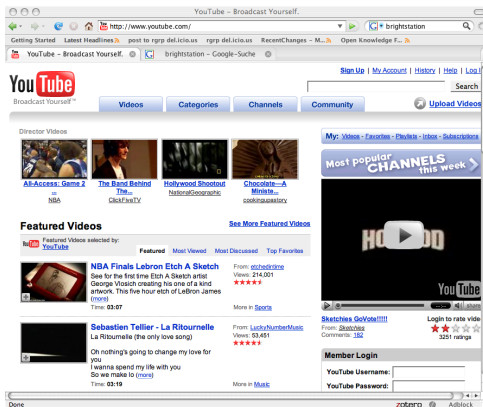 YouTube – Broadcast Yourself.
http://www.youtube.com/
brightstation
Getting Started Latest Headlines post to rgrp del.icio.us rgrp del.icio.us RecentChanges – M... Open Knowledge F...
YouTube – Broadcast Yourself. brightstation – Google-Suche
Sign Up | My Account | History | Help | Log I
YouTube
Broadcast Yourself™
Search
Videos Categories Channels Community Upload Videos
Director Videos
All-Access: Game 2 ...
NBA
The Band Behind The...
ClickFiveTV
Hollywood Shootout
NationalGeographic
Chocolate—A Ministe...
cookingupastory
My: Videos - Favorites - Playlists - Inbox - Subscriptions
Most popular CHANNELS this week
HO OD
YouTube
share
Featured Videos
See More Featured Videos
YouTube
Featured Videos selected by:
YouTube
Featured Most Viewed Most Discussed Top Favorites
NBA Finals Lebron Etch A Sketch
See for the first time Etch A Sketch artist
George Vlosich creating his one of a kind
artwork. This five hour etch of LeBron James
(more)
Time: 03:07
From: etchedintime
Views: 214,001
More in Sports
Sebastien Tellier - La Ritournelle
La Ritournelle (the only love song)
Oh nothing's going to change my love for
you
I wanna spend my life with you
So we make lo (more)
Time: 03:19
From: LuckyNumberMusic
Views: 53,451
More in Music
Sketchies GoVote!!!!!
From: Sketchies
Comments: 162
Login to rate vide
3251 ratings
Member Login
YouTube Username:
YouTube Password:
Done
zotero
Adblock